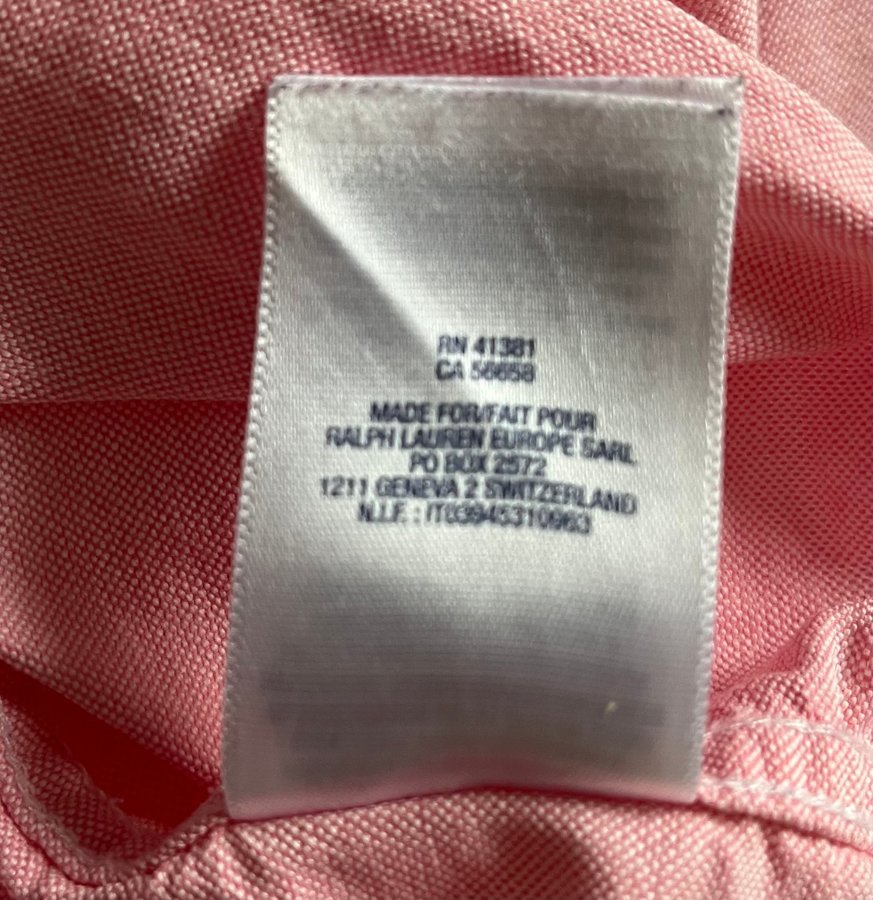 RN 41381
CA 56658
MADE FOR/FAIT POUR
RALPH LAUREN EUROPE SARL
PO BOX 2572
1211 GENEVA 2 SWITZERLAND
N.I.F. : IT03945310963